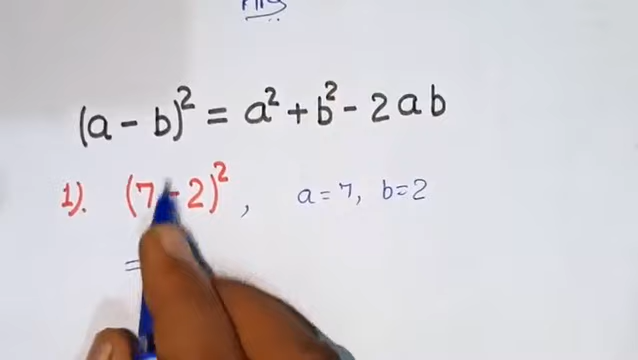 (a - b)² = a² + b² - 2ab
1). (7 - 2)², a = 7, b = 2
=